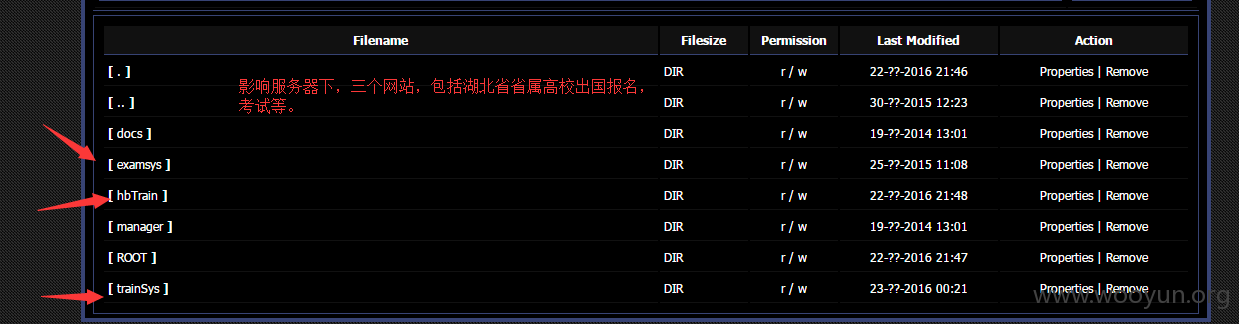 Filename Filesize Permission Last Modified Action
[ . ] DIR r / w 22-??-2016 21:46 Properties | Remove
影响服务器下，三个网站，包括湖北省省属高校出国报名，
考试等。
[ .. ] DIR r / w 30-??-2015 12:23 Properties | Remove
[ docs ] DIR r / w 19-??-2014 13:01 Properties | Remove
[ examsys ] DIR r / w 25-??-2015 11:08 Properties | Remove
[ hbTrain ] DIR r / w 22-??-2016 21:48 Properties | Remove
[ manager ] DIR r / w 19-??-2014 13:01 Properties | Remove
[ ROOT ] DIR r / w 22-??-2016 21:47 Properties | Remove
[ trainSys ] DIR r / w 23-??-2016 00:21 Properties | Remove
www.wooyun.org